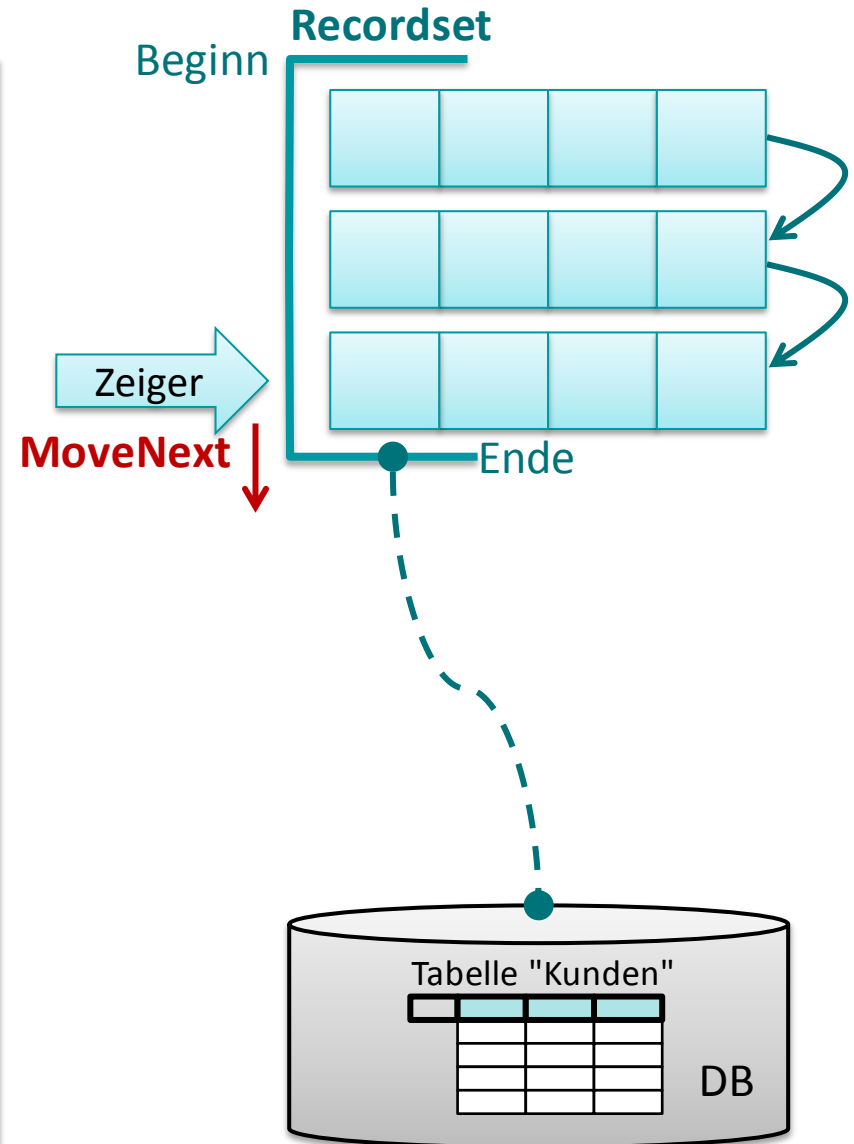 Recordset
Beginn
Zeiger
MoveNext
Ende
Tabelle "Kunden"
DB